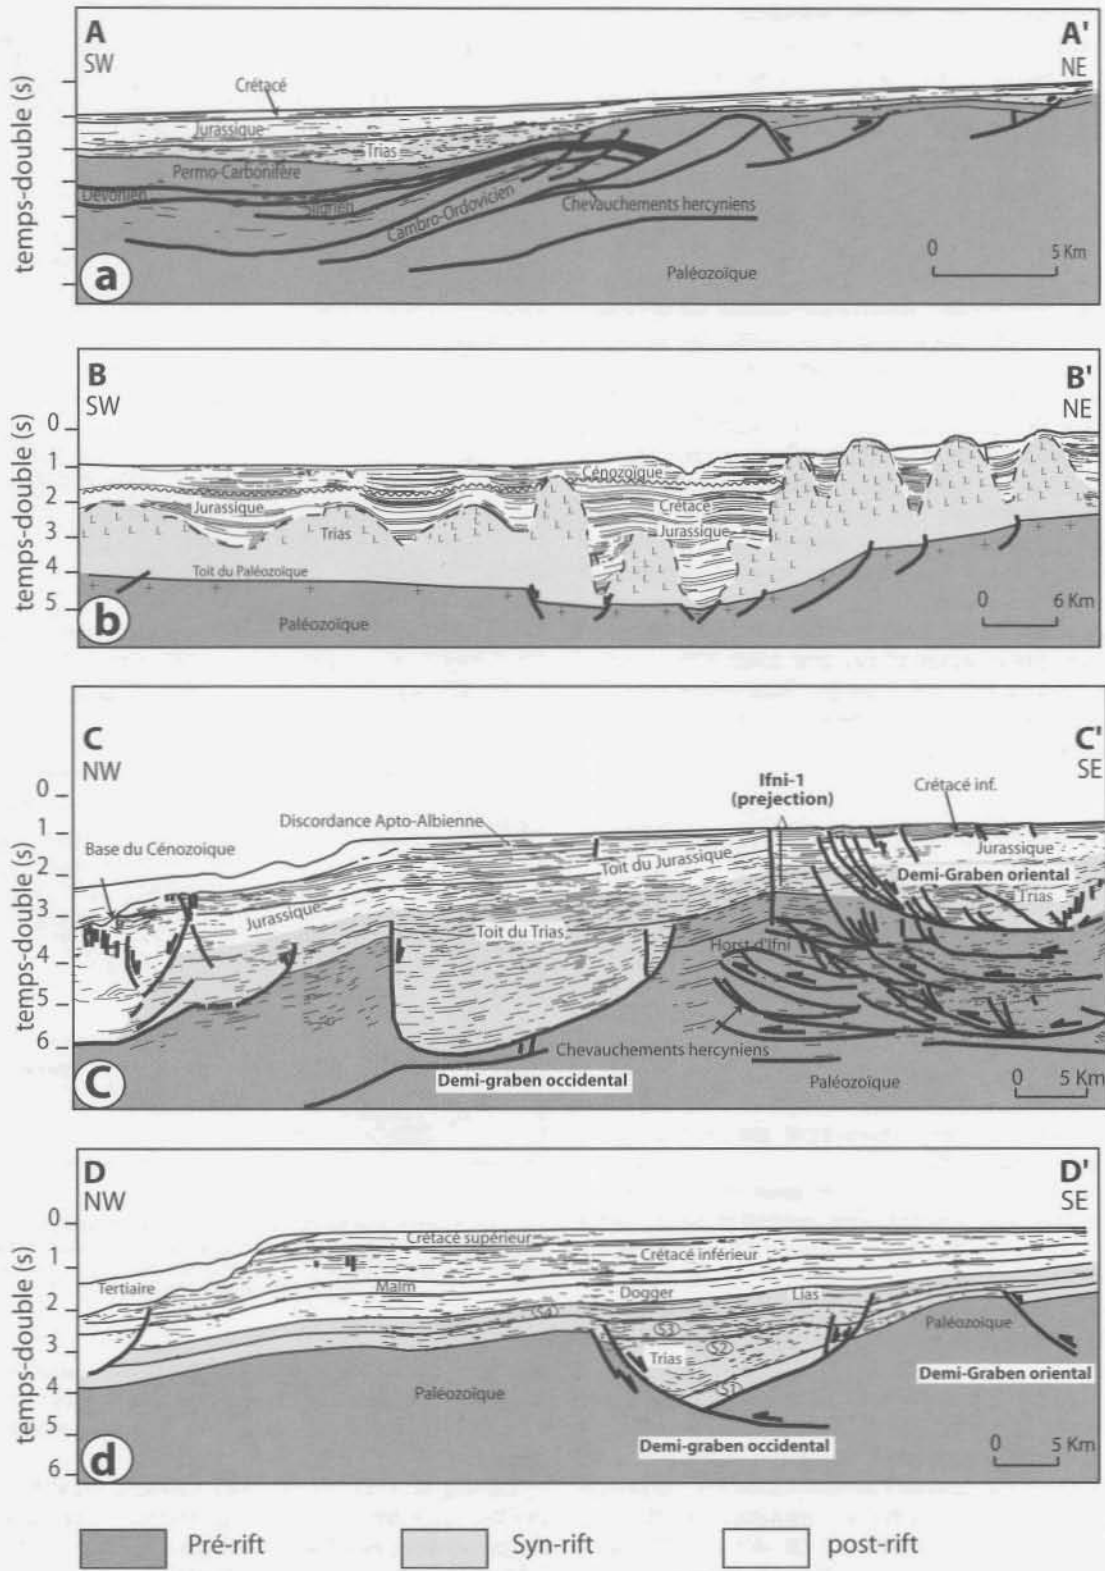 A
SW
A'
NE
temps-double (s)
Crétacé
Jurassique
Trias
Permo-Carbonifère
Dévonien
Silurien
Cambro-Ordovicien
Chevauchements hercyniens
Paléozoïque
0 5 Km
a
B
SW
B'
NE
temps-double (s)
0
1
2
3
4
5
Cénozoïque
Crétacé
Jurassique
Jurassique
Trias
Toit du Paléozoïque
Paléozoïque
0 6 Km
b
C
NW
C'
SE
temps-double (s)
0
1
2
3
4
5
6
Ifni-1
(prejection)
Crétacé inf.
Discordance Apto-Albienne
Base du Cénozoïque
Toit du Jurassique
Jurassique
Demi-Graben oriental
Trias
Jurassique
Toit du Trias
Horst d'Ifni
Chevauchements hercyniens
Demi-graben occidental
Paléozoïque
0 5 Km
C
D
NW
D'
SE
temps-double (s)
0
1
2
3
4
5
6
Crétacé supérieur
Crétacé inférieur
Tertiaire
Malm
Dogger
Lias
S4
S3
S2
Trias
S1
Paléozoïque
Paléozoïque
Demi-Graben oriental
Demi-graben occidental
0 5 Km
d
Pré-rift
Syn-rift
post-rift